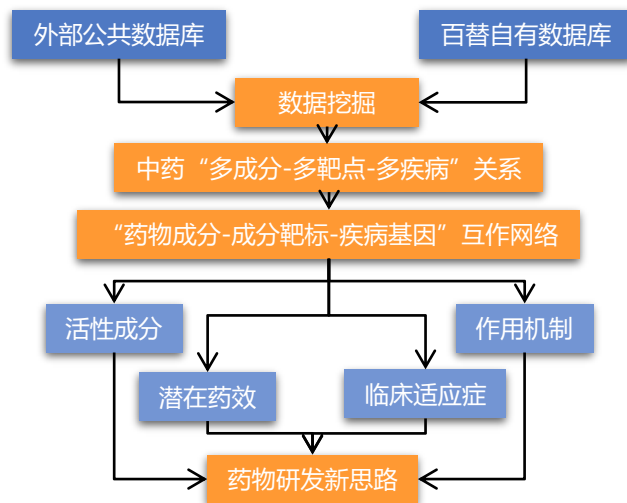 外部公共数据库
百替自有数据库
数据挖掘
中药“多成分-多靶点-多疾病”关系
“药物成分-成分靶标-疾病基因”互作网络
活性成分
作用机制
潜在药效
临床适应症
药物研发新思路